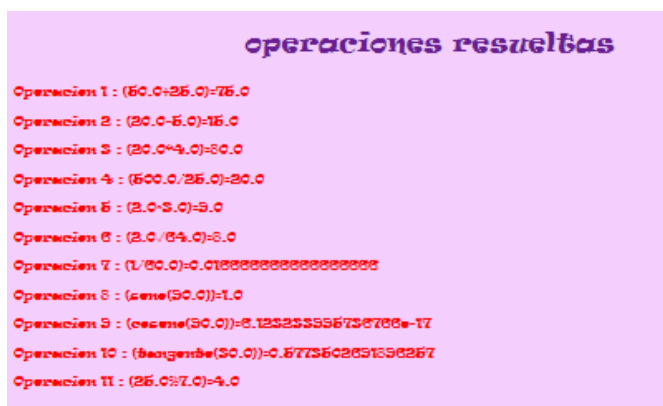 operaciones resueltas
Operacion 1 : (50.0+25.0)=75.0
Operacion 2 : (20.0-5.0)=15.0
Operacion 3 : (20.0*4.0)=80.0
Operacion 4 : (500.0/25.0)=20.0
Operacion 5 : (2.0^3.0)=9.0
Operacion 6 : (2.0√64.0)=8.0
Operacion 7 : (1/60.0)=0.016666666666666666
Operacion 8 : (seno(90.0))=1.0
Operacion 9 : (coseno(90.0))=6.123233995736766e-17
Operacion 10 : (tangente(30.0))=0.5773502691896257
Operacion 11 : (25.0%7.0)=4.0